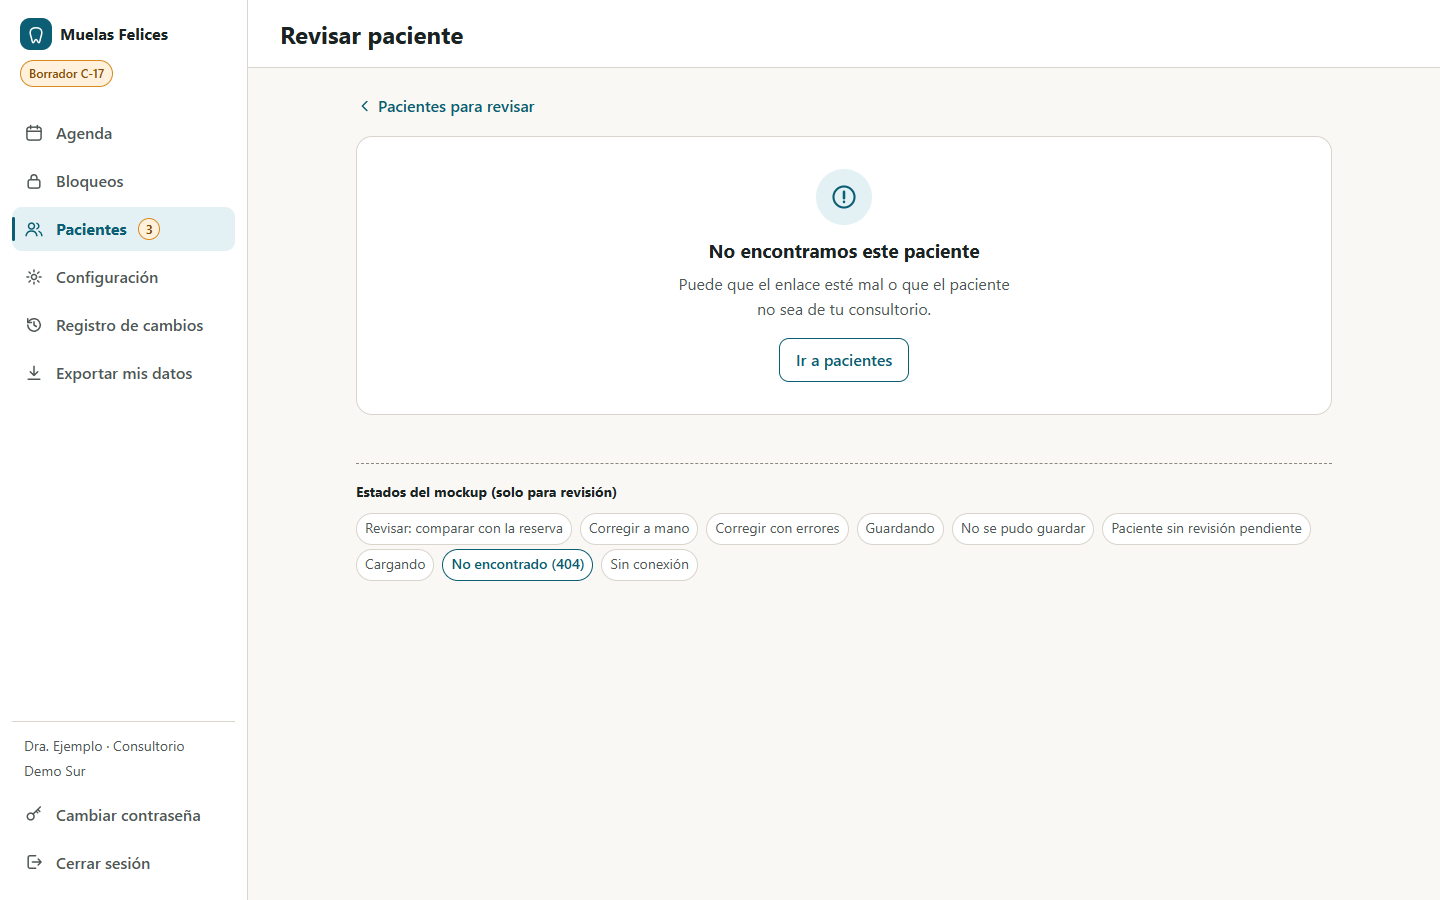 Muelas Felices
Borrador C-17
Agenda
Bloqueos
Pacientes 3
Configuración
Registro de cambios
Exportar mis datos
Dra. Ejemplo · Consultorio
Demo Sur
Cambiar contraseña
Cerrar sesión
Revisar paciente
Pacientes para revisar
No encontramos este paciente
Puede que el enlace esté mal o que el paciente
no sea de tu consultorio.
Ir a pacientes
Estados del mockup (solo para revisión)
Revisar: comparar con la reserva Corregir a mano Corregir con errores Guardando No se pudo guardar Paciente sin revisión pendiente
Cargando No encontrado (404) Sin conexión